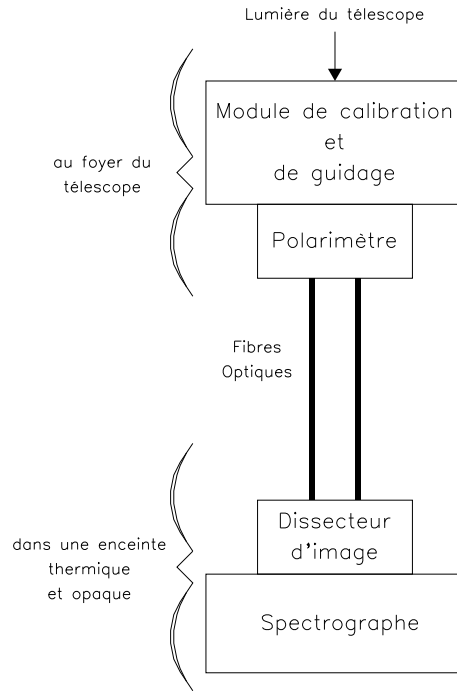 Lumière du télescope
Module de calibration
et
de guidage
au foyer du
télescope
Polarimètre
Fibres
Optiques
Dissecteur
d'image
dans une enceinte
thermique
et opaque
Spectrographe